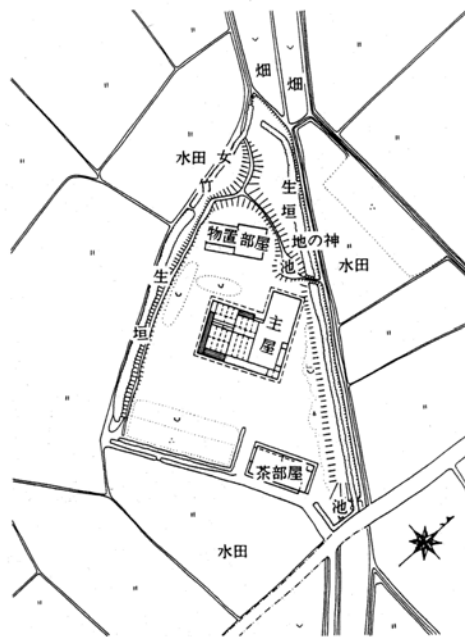 畑
畑
水田
女竹
生垣
物置
部屋
地の神
池
水田
生垣
主屋
茶部屋
池
水田